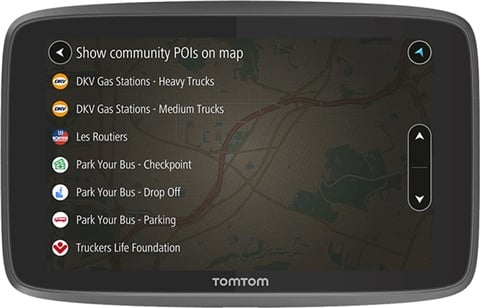 Show community POIs on map
DKV Gas Stations - Heavy Trucks
DKV Gas Stations - Medium Trucks
Les Routiers
Park Your Bus - Checkpoint
Park Your Bus - Drop Off
Park Your Bus - Parking
Truckers Life Foundation
TOMTOM